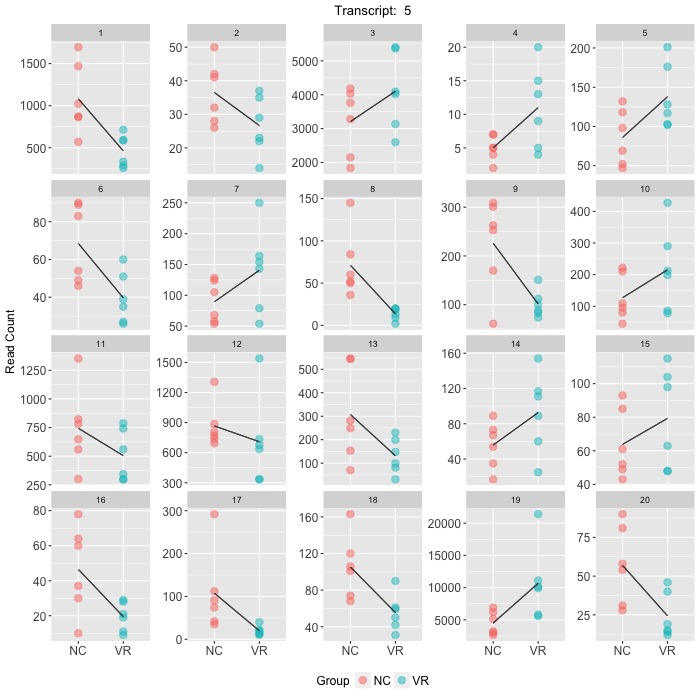 Transcript: 5
1 2 3 4 5
1500 50 5000 20 200
1000 40 4000 15 150
500 30 3000 10 100
20 2000 5 50
6 7 8 9 10
80 250 150 300 400
60 200 100 200 300
40 150 50 100 200
100 0 100
50
Read Count
11 12 13 14 15
1250 1500 500 160 100
1000 1200 400 120 80
750 900 300 80 60
500 600 200 40 40
250 300 100
16 17 18 19 20
80 300 160 20000 75
60 200 120 15000 50
40 100 80 10000 25
20 0 40 5000
NC VR NC VR NC VR NC VR NC VR
Group NC VR